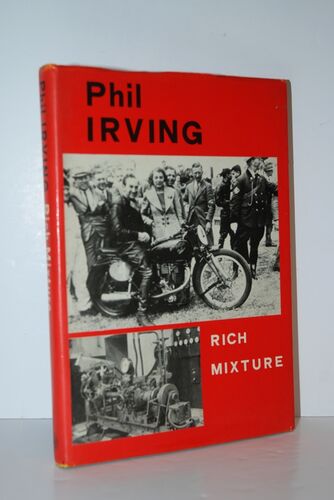 Phil
IRVING
RICH
MIXTURE
Phil IRVING Rich Mixture